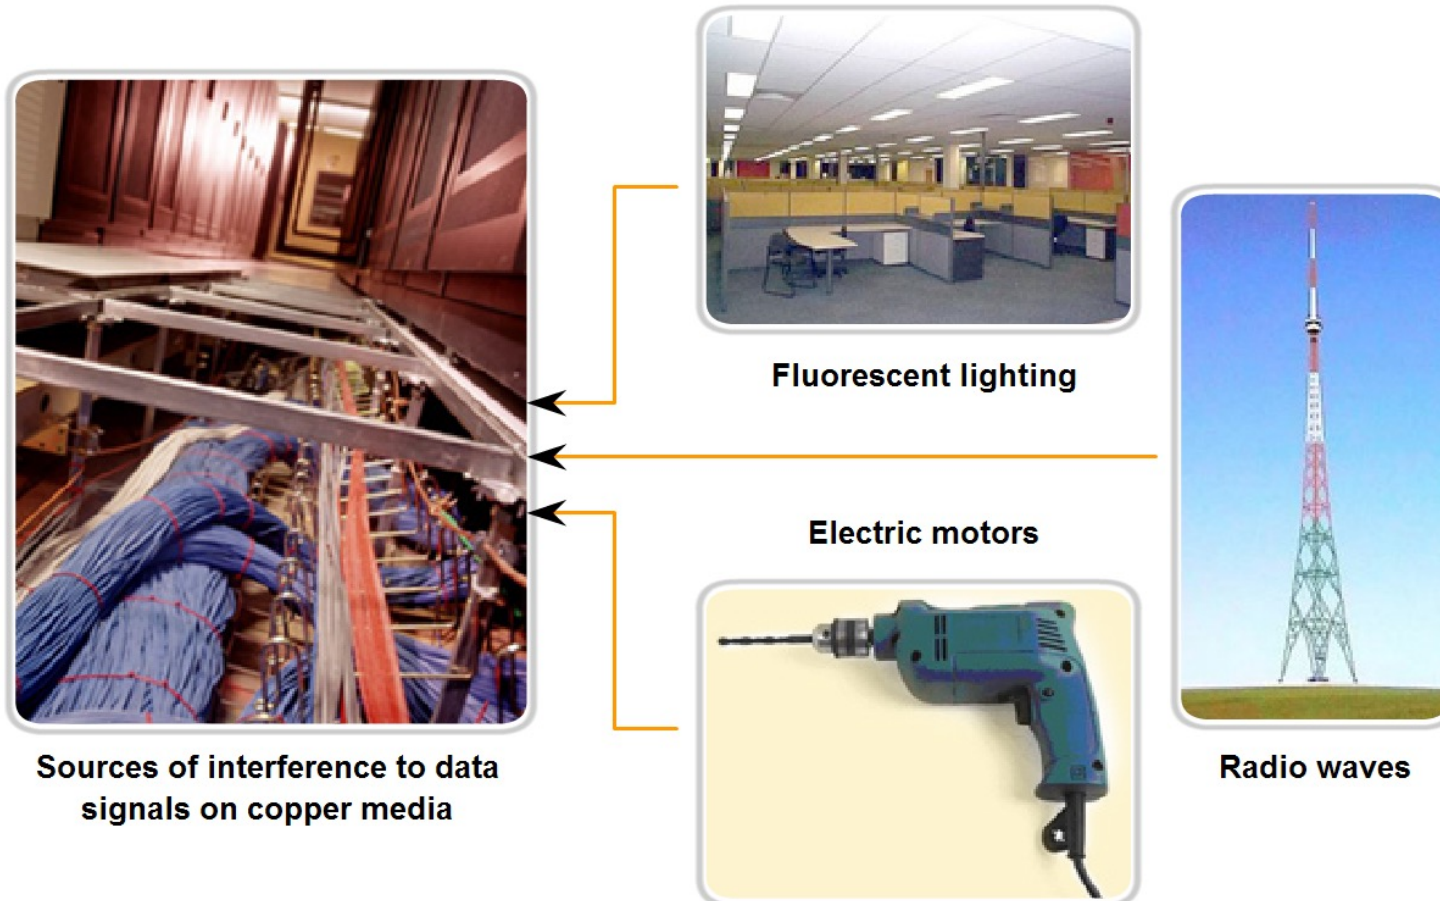 Fluorescent lighting
Electric motors
Sources of interference to data
signals on copper media
Radio waves